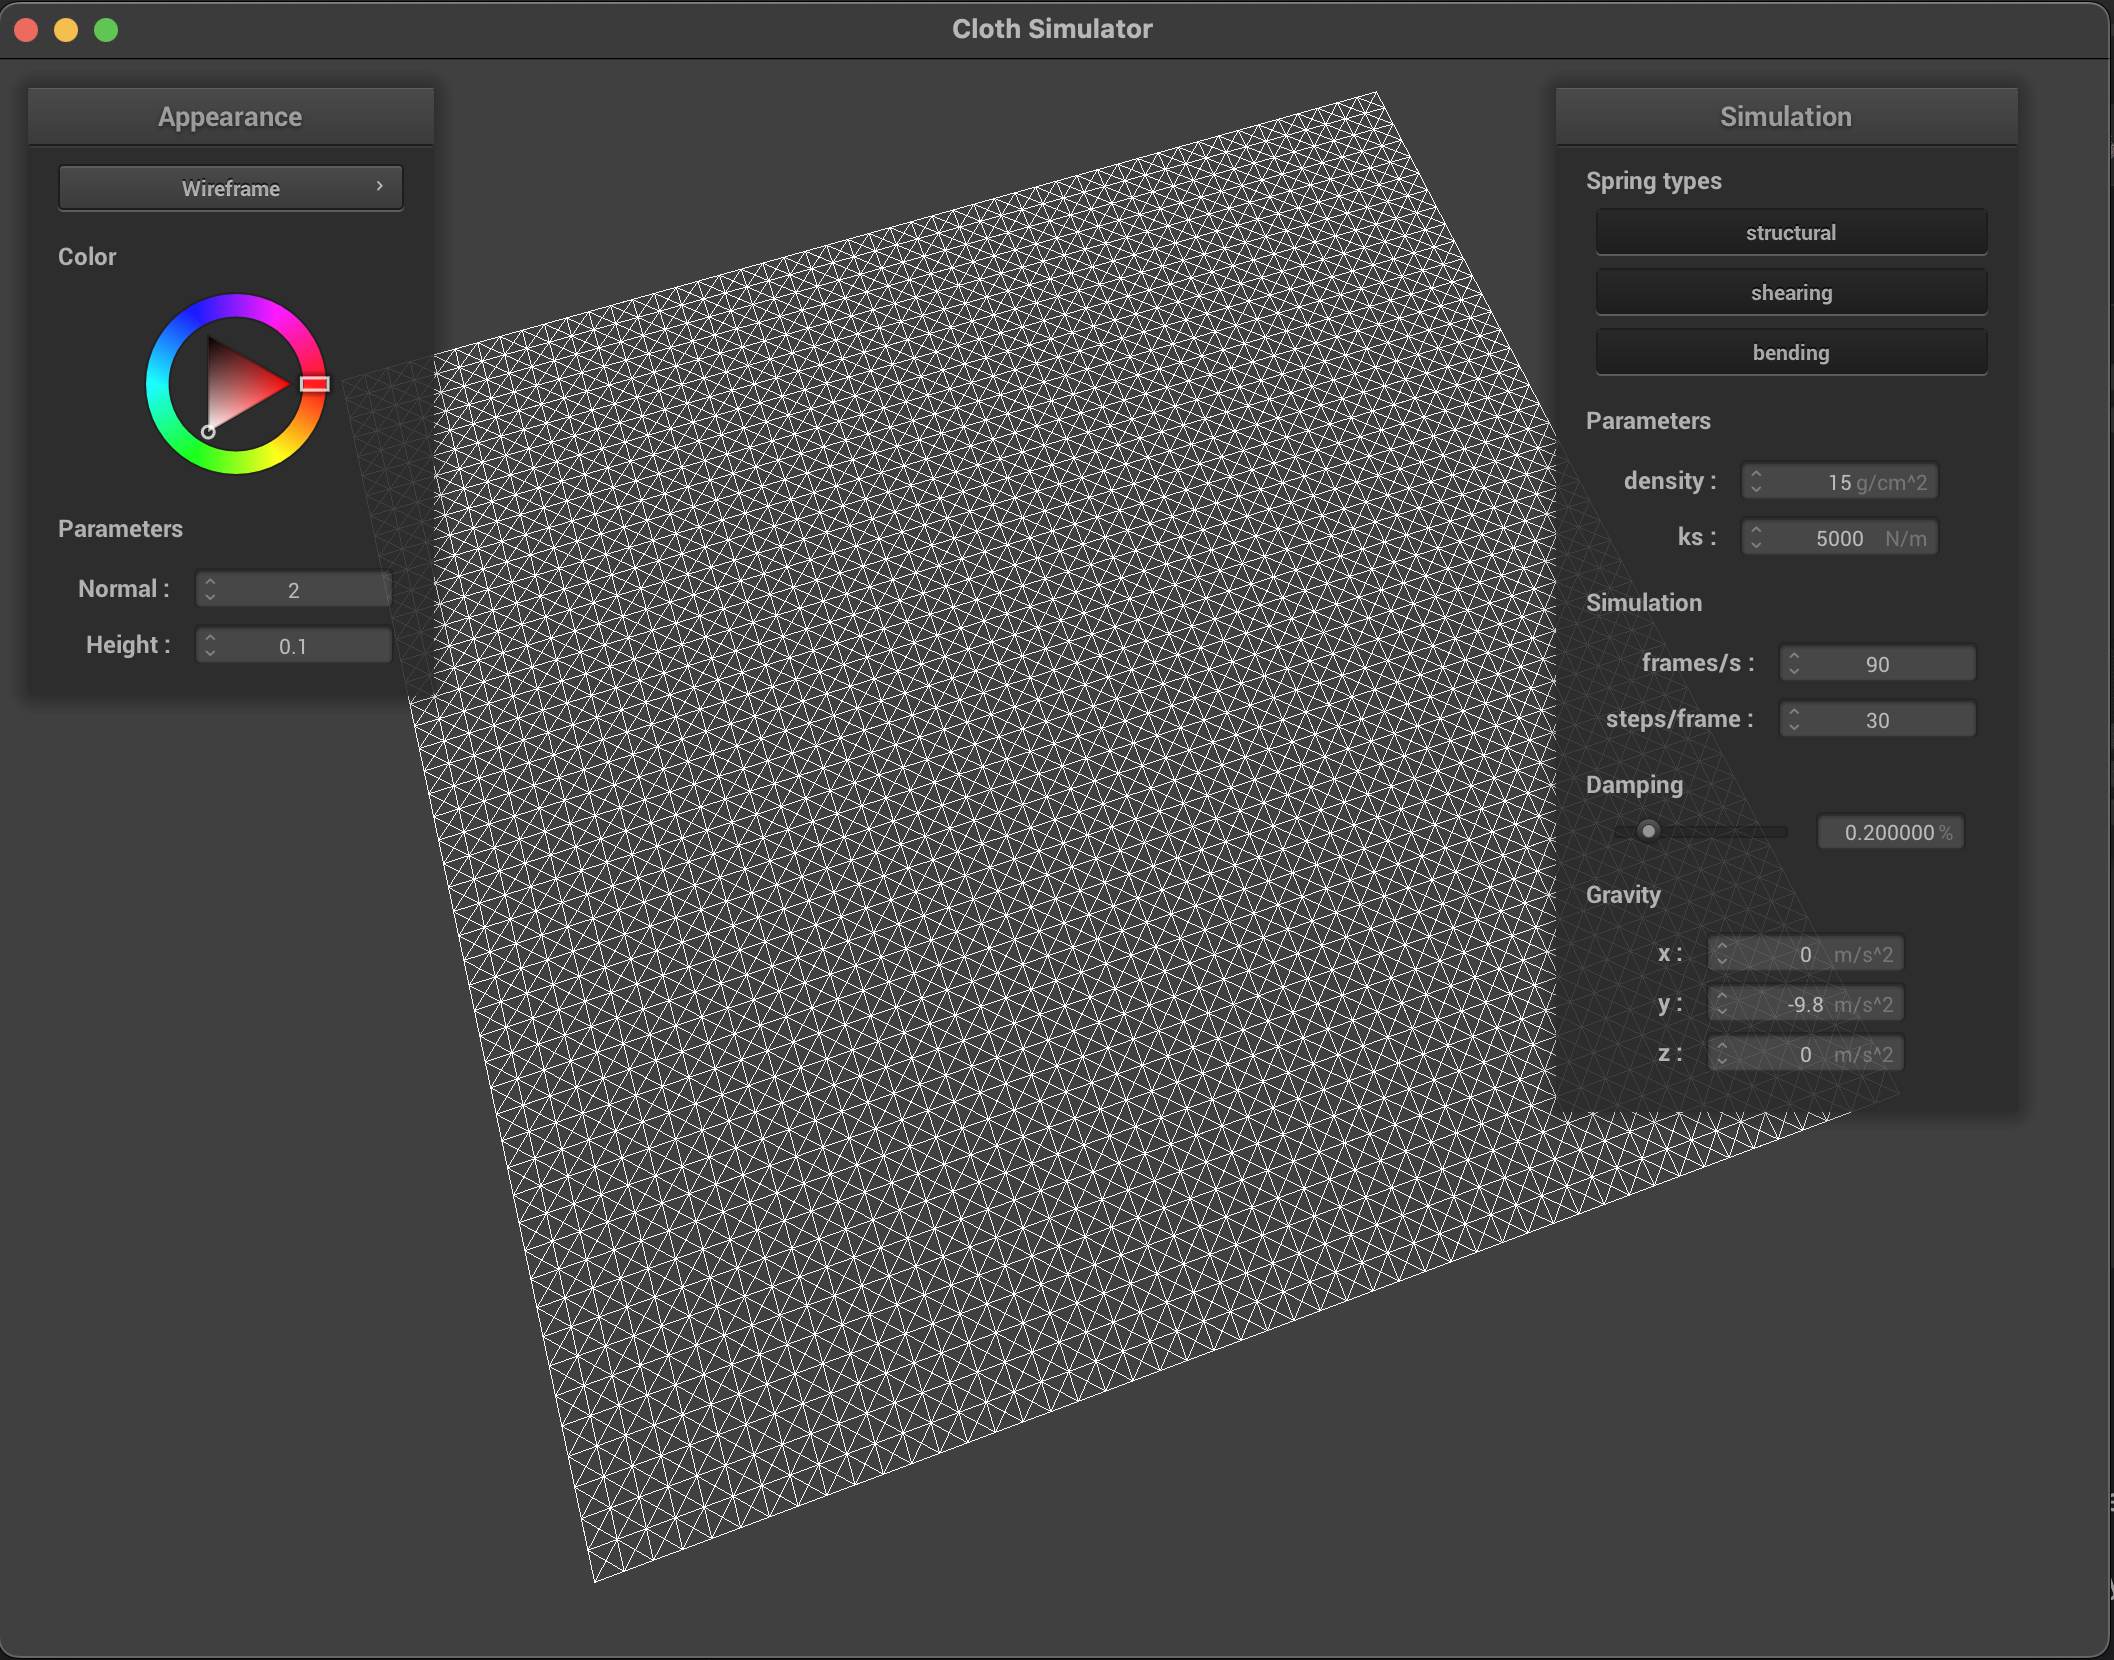 Cloth Simulator
Appearance
Wireframe
Color
Parameters
Normal : 2
Height : 0.1
Simulation
Spring types
structural
shearing
bending
Parameters
density : 15 g/cm^2
ks : 5000 N/m
Simulation
frames/s : 90
steps/frame : 30
Damping
0.200000 %
Gravity
x : 0 m/s^2
y : -9.8 m/s^2
z : 0 m/s^2